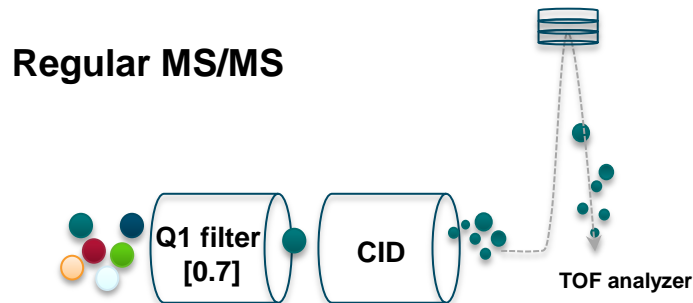 Regular MS/MS
Q1 filter
[0.7]
CID
TOF analyzer